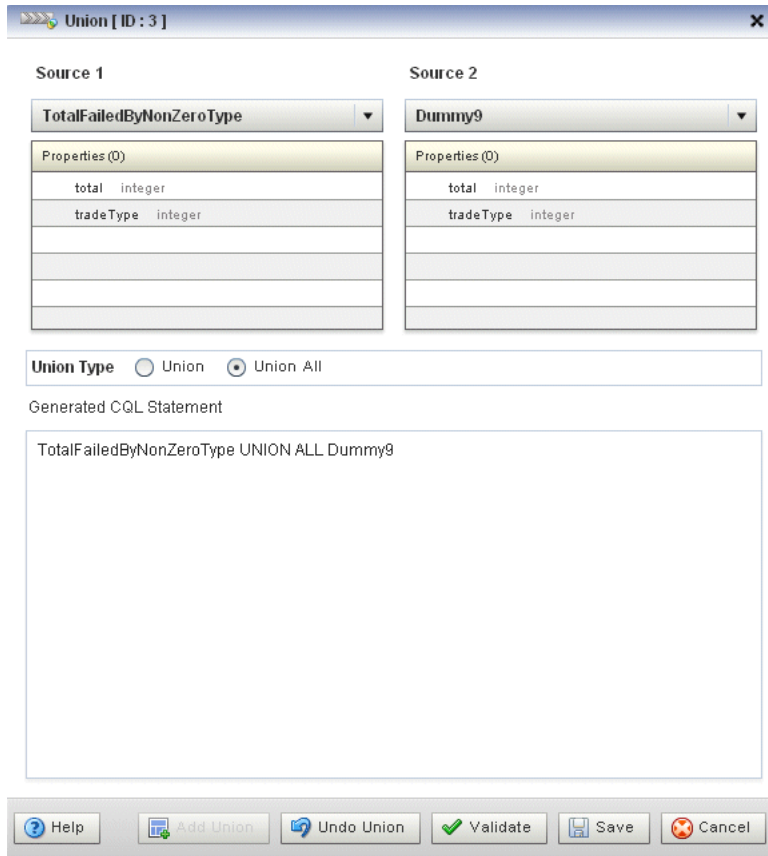 Union [ ID : 3 ]
Source 1
Source 2
TotalFailedByNonZeroType
Dummy9
Properties (0)
Properties (0)
total integer
total integer
tradeType integer
tradeType integer
Union Type Union Union All
Generated CQL Statement
TotalFailedByNonZeroType UNION ALL Dummy9
Help Add Union Undo Union Validate Save Cancel